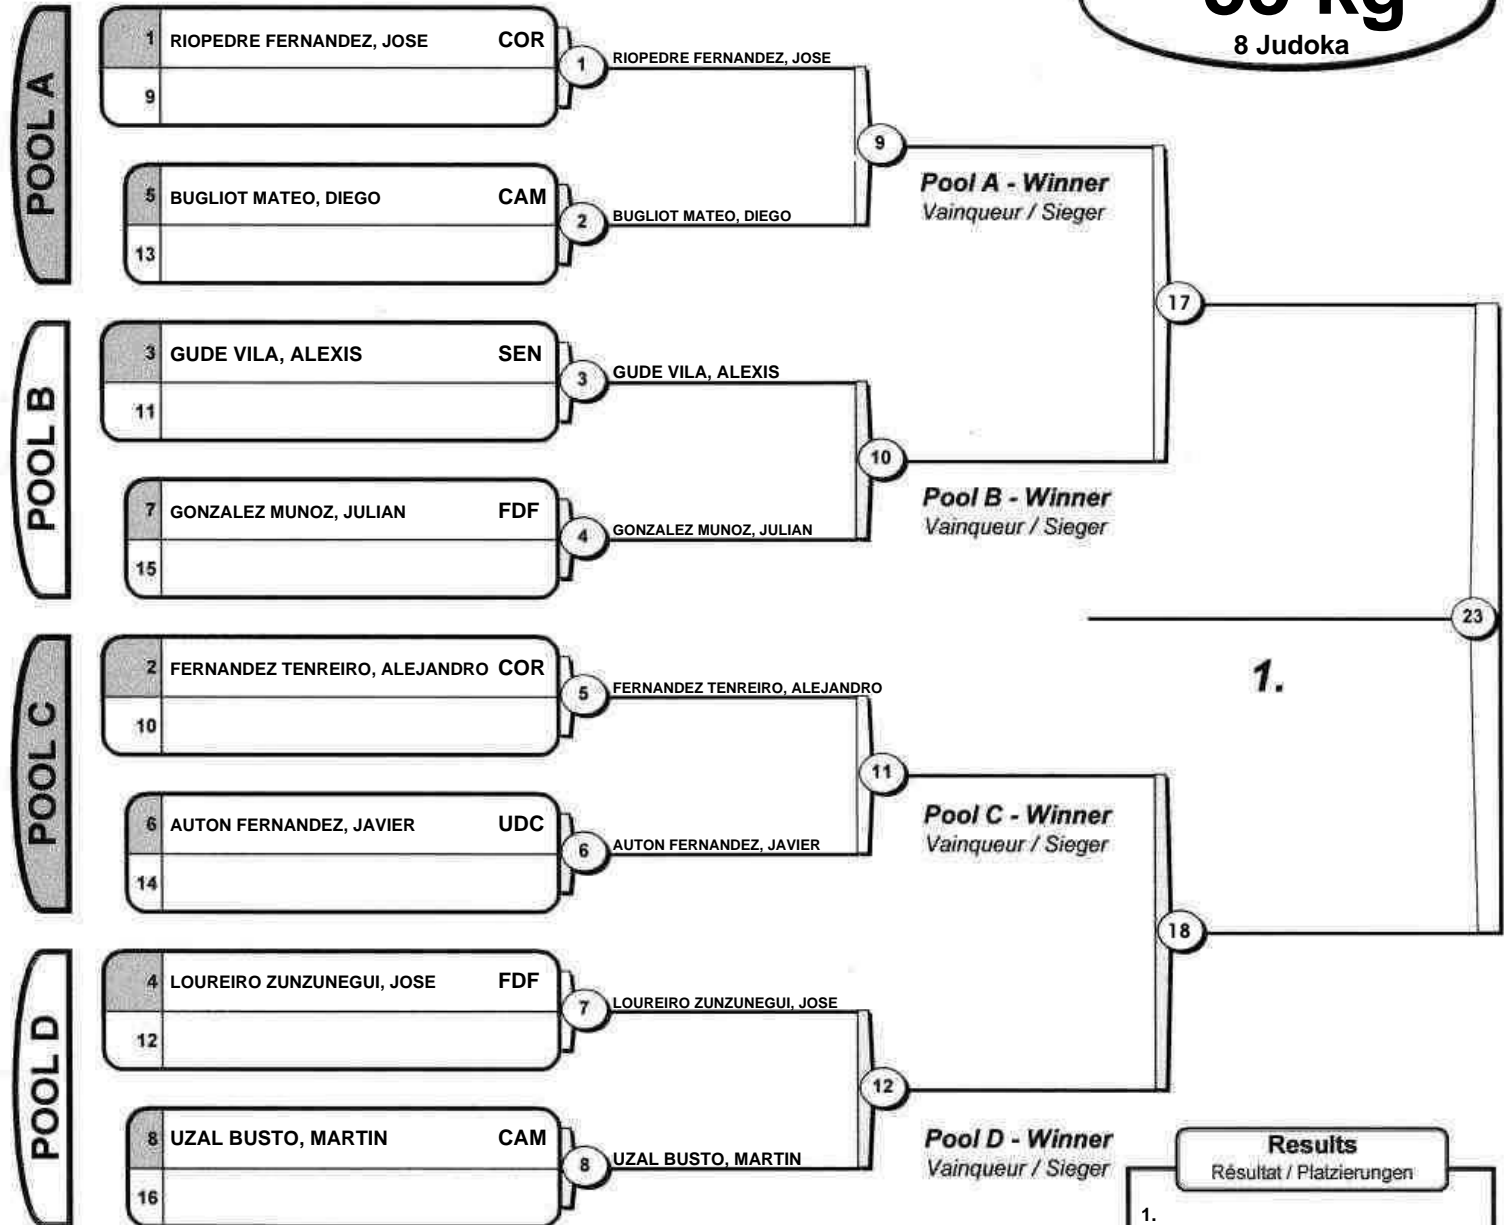 kg
8 Judoka
POOL A
1 RIOPEDRE FERNANDEZ, JOSE COR
9
1
RIOPEDRE FERNANDEZ, JOSE
5 BUGLIOT MATEO, DIEGO CAM
13
2
BUGLIOT MATEO, DIEGO
9
Pool A - Winner
Vainqueur / Sieger
POOL B
3 GUDE VILA, ALEXIS SEN
11
3
GUDE VILA, ALEXIS
7 GONZALEZ MUNOZ, JULIAN FDF
15
4
GONZALEZ MUNOZ, JULIAN
10
Pool B - Winner
Vainqueur / Sieger
17
POOL C
2 FERNANDEZ TENREIRO, ALEJANDRO COR
10
5
FERNANDEZ TENREIRO, ALEJANDRO
6 AUTON FERNANDEZ, JAVIER UDC
14
6
AUTON FERNANDEZ, JAVIER
11
Pool C - Winner
Vainqueur / Sieger
POOL D
4 LOUREIRO ZUNZUNEGUI, JOSE FDF
12
7
LOUREIRO ZUNZUNEGUI, JOSE
8 UZAL BUSTO, MARTIN CAM
16
8
UZAL BUSTO, MARTIN
12
Pool D - Winner
Vainqueur / Sieger
18
23
1.
Results
Résultat / Platzierungen
1.